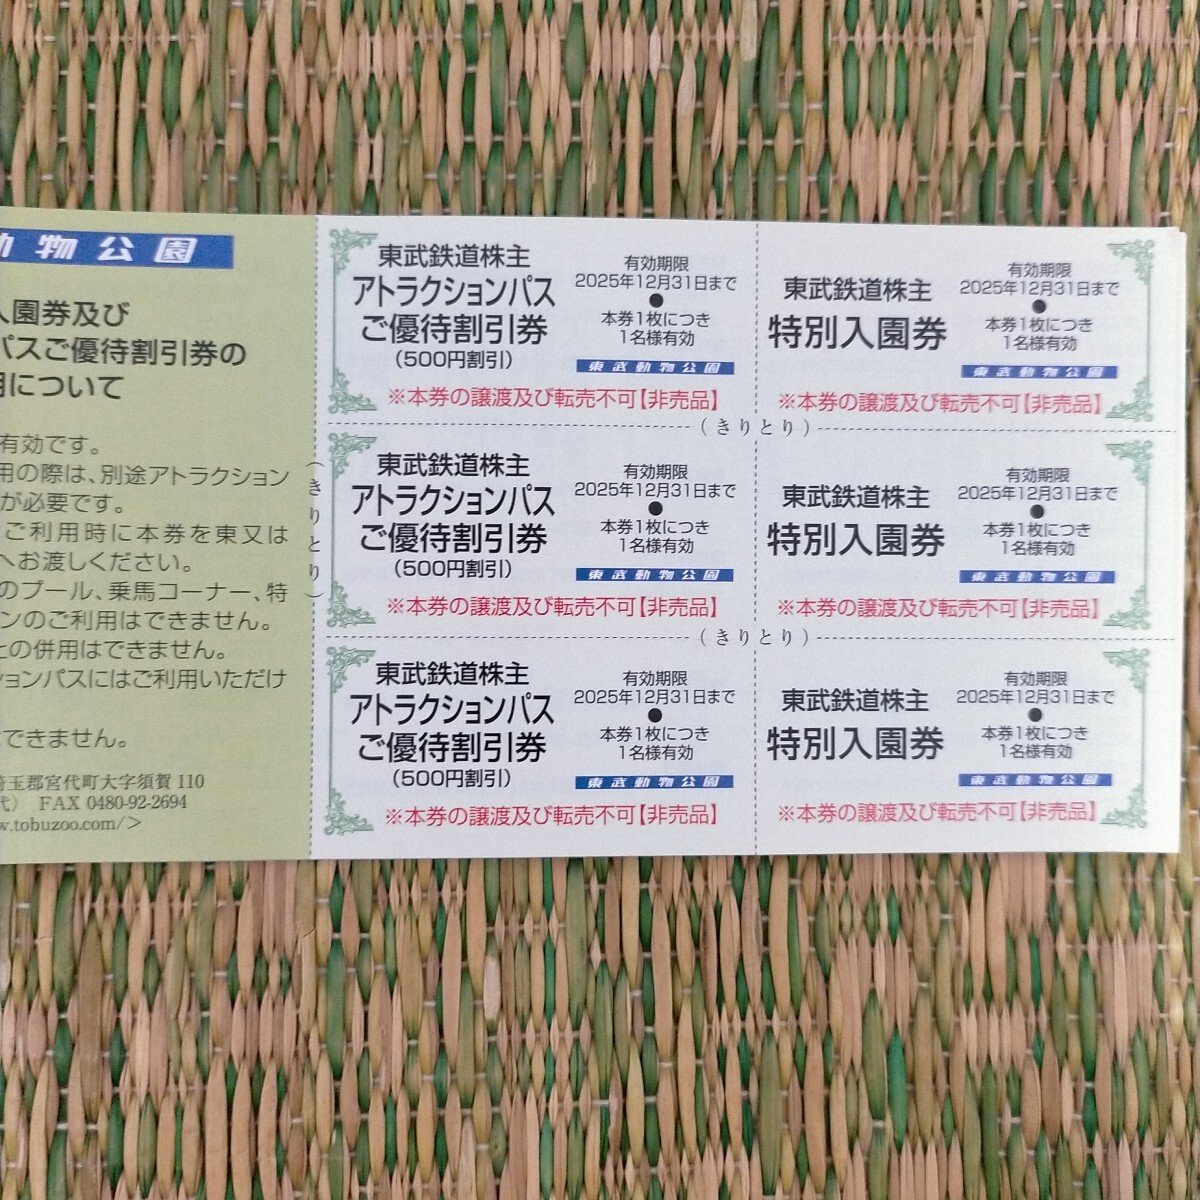 動物公園
入園券及び
パスご優待割引券の
用について
有効です。
用の際は、別途アトラクション
が必要です。
ご利用時に本券を東又は
へお渡しください。
のプール、乗馬コーナー、特
ンのご利用はできません。
との併用はできません。
ションパスにはご利用いただけ
できません。
埼玉郡宮代町大字須賀 110
代) FAX 0480-92-2694
w.tobuzoo.com/>
(きりとり)
東武鉄道株主
アトラクションパス
ご優待割引券
(500円割引)
有効期限
2025年12月31日まで
●
本券1枚につき
1名様有効
東武動物公園
※本券の譲渡及び転売不可【非売品】
東武鉄道株主
特別入園券
有効期限
2025年12月31日まで
●
本券1枚につき
1名様有効
東武動物公園
※本券の譲渡及び転売不可【非売品】
(きりとり)
東武鉄道株主
アトラクションパス
ご優待割引券
(500円割引)
有効期限
2025年12月31日まで
●
本券1枚につき
1名様有効
東武動物公園
※本券の譲渡及び転売不可【非売品】
東武鉄道株主
特別入園券
有効期限
2025年12月31日まで
●
本券1枚につき
1名様有効
東武動物公園
※本券の譲渡及び転売不可【非売品】
(きりとり)
東武鉄道株主
アトラクションパス
ご優待割引券
(500円割引)
有効期限
2025年12月31日まで
●
本券1枚につき
1名様有効
東武動物公園
※本券の譲渡及び転売不可【非売品】
東武鉄道株主
特別入園券
有効期限
2025年12月31日まで
●
本券1枚につき
1名様有効
東武動物公園
※本券の譲渡及び転売不可【非売品】